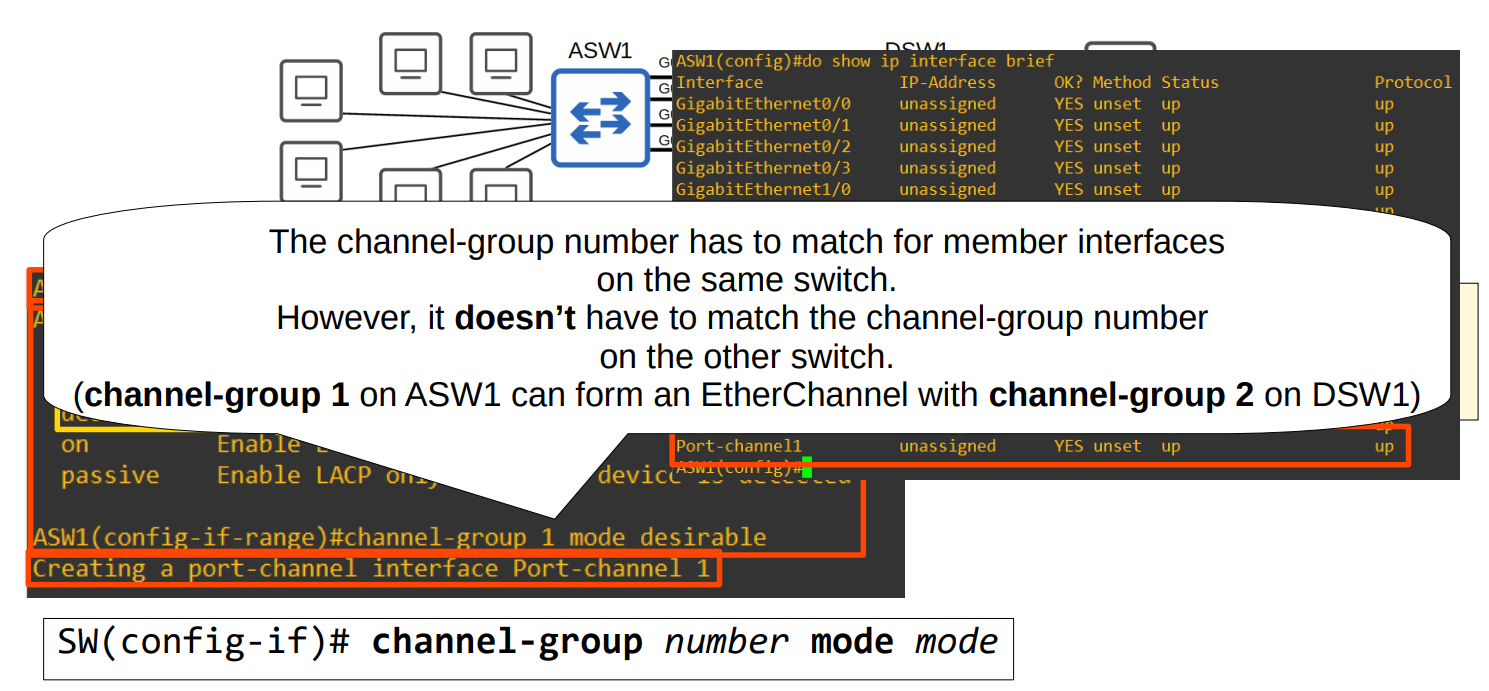 ASW1
ASW1(config)#do show ip interface brief
Interface IP-Address OK? Method Status Protocol
GigabitEthernet0/0 unassigned YES unset up up
GigabitEthernet0/1 unassigned YES unset up up
GigabitEthernet0/2 unassigned YES unset up up
GigabitEthernet0/3 unassigned YES unset up up
GigabitEthernet1/0 unassigned YES unset up up
up
The channel-group number has to match for member interfaces
on the same switch.
However, it doesn't have to match the channel-group number
on the other switch.
(channel-group 1 on ASW1 can form an EtherChannel with channel-group 2 on DSW1)
up
Port-channel1 unassigned YES unset up up
ASW1(config)#
on Enable
passive Enable LACP only device is detected
ASW1(config-if-range)#channel-group 1 mode desirable
Creating a port-channel interface Port-channel 1
SW(config-if)# channel-group number mode mode